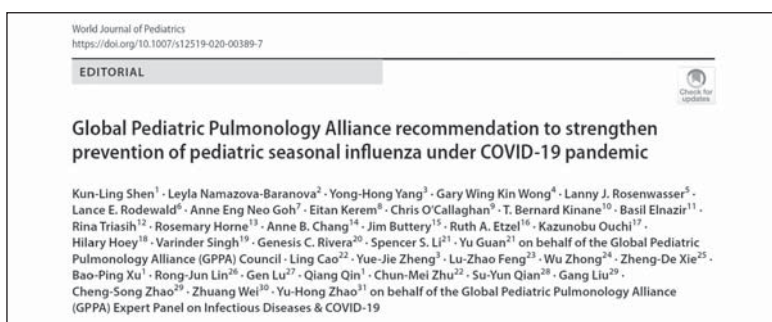 World Journal of Pediatrics
https://doi.org/10.1007/s12519-020-00389-7
EDITORIAL
Check for
updates
Global Pediatric Pulmonology Alliance recommendation to strengthen
prevention of pediatric seasonal influenza under COVID-19 pandemic
Kun-Ling Shen¹ · Leyla Namazova-Baranova² · Yong-Hong Yang³ · Gary Wing Kin Wong⁴ · Lanny J. Rosenwasser⁵ ·
Lance E. Rodewald⁶ · Anne Eng Neo Goh⁷ · Eitan Kerem⁸ · Chris O'Callaghan⁹ · T. Bernard Kinane¹⁰ · Basil Elnazir¹¹ ·
Rina Triasih¹² · Rosemary Horne¹³ · Anne B. Chang¹⁴ · Jim Buttery¹⁵ · Ruth A. Etzel¹⁶ · Kazunobu Ouchi¹⁷ ·
Hilary Hoey¹⁸ · Varinder Singh¹⁹ · Genesis C. Rivera²⁰ · Spencer S. Li²¹ · Yu Guan²¹ on behalf of the Global Pediatric
Pulmonology Alliance (GPPA) Council · Ling Cao²² · Yue-Jie Zheng³ · Lu-Zhao Feng²³ · Wu Zhong²⁴ · Zheng-De Xie²⁵ ·
Bao-Ping Xu¹ · Rong-Jun Lin²⁶ · Gen Lu²⁷ · Qiang Qin¹ · Chun-Mei Zhu²² · Su-Yun Qian²⁸ · Gang Liu²⁹ ·
Cheng-Song Zhao²⁹ · Zhuang Wei³⁰ · Yu-Hong Zhao³¹ on behalf of the Global Pediatric Pulmonology Alliance
(GPPA) Expert Panel on Infectious Diseases & COVID-19